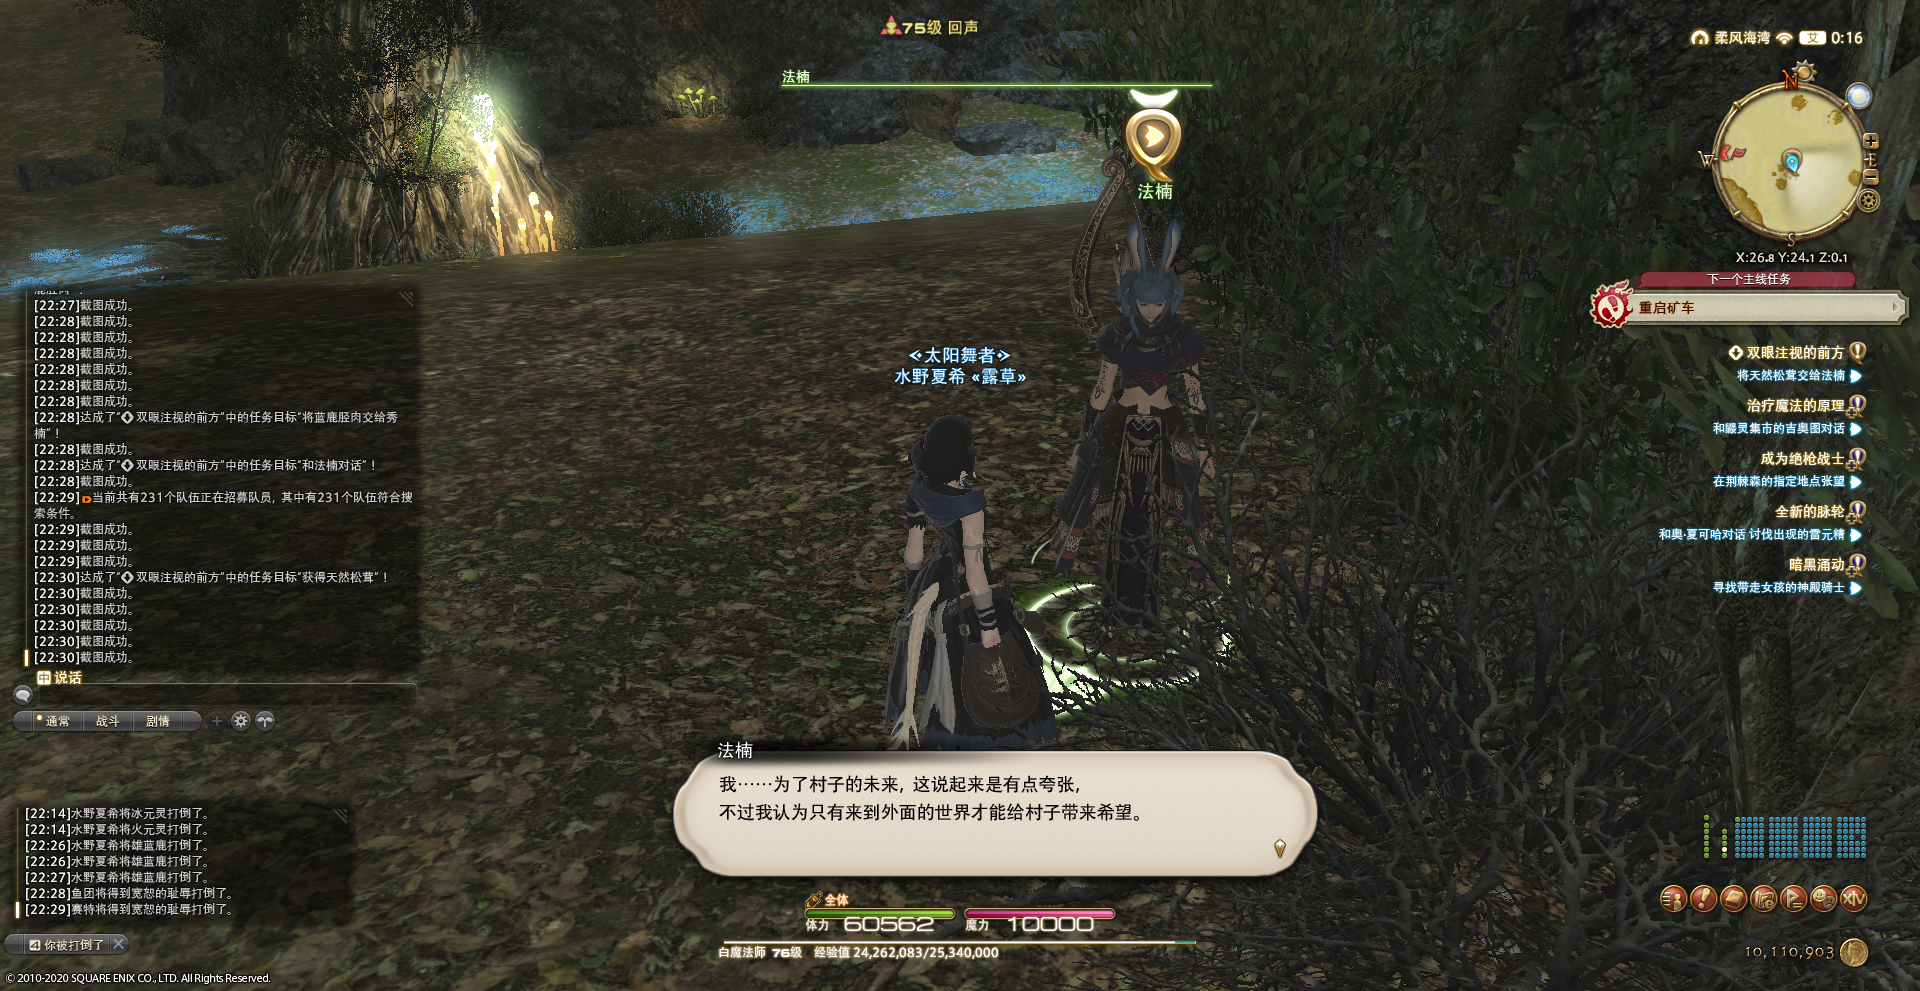 75级 回声
法楠
柔风海湾 艾 0:16
N
W
E
S
X:26.8 Y:24.1 Z:0.1
下一个主线任务
重启矿车
双眼注视的前方
将天然松茸交给法楠
治疗魔法的原理
和鼹灵集市的吉奥图对话
成为绝枪战士
在荆棘森的指定地点张望
全新的脉轮
和奥·夏可哈对话 讨伐出现的雷元精
暗黑涌动
寻找带走女孩的神殿骑士
法楠
太阳舞者
水野夏希 «露草»
[22:27]截图成功。
[22:28]截图成功。
[22:28]截图成功。
[22:28]截图成功。
[22:28]截图成功。
[22:28]截图成功。
[22:28]截图成功。
[22:28]达成了“双眼注视的前方”中的任务目标“将蓝鹿胫肉交给秀
楠”！
[22:28]截图成功。
[22:28]达成了“双眼注视的前方”中的任务目标“和法楠对话”！
[22:28]截图成功。
[22:29]当前共有231个队伍正在招募队员, 其中有231个队伍符合搜
索条件。
[22:29]截图成功。
[22:29]截图成功。
[22:29]截图成功。
[22:30]达成了“双眼注视的前方”中的任务目标“获得天然松茸”！
[22:30]截图成功。
[22:30]截图成功。
[22:30]截图成功。
[22:30]截图成功。
[22:30]截图成功。
说话
通常 战斗 剧情
法楠
我……为了村子的未来, 这说起来是有点夸张,
不过我认为只有来到外面的世界才能给村子带来希望。
[22:14]水野夏希将冰元灵打倒了。
[22:14]水野夏希将火元灵打倒了。
[22:26]水野夏希将雄蓝鹿打倒了。
[22:26]水野夏希将雄蓝鹿打倒了。
[22:27]水野夏希将雄蓝鹿打倒了。
[22:28]鱼团将得到宽恕的耻辱打倒了。
[22:29]赛特将得到宽恕的耻辱打倒了。
4 你被打倒了
全体
体力 60562 魔力 10000
白魔法师 76级 经验值 24,262,083/25,340,000
XIV
10,110,903
© 2010-2020 SQUARE ENIX CO., LTD. All Rights Reserved.